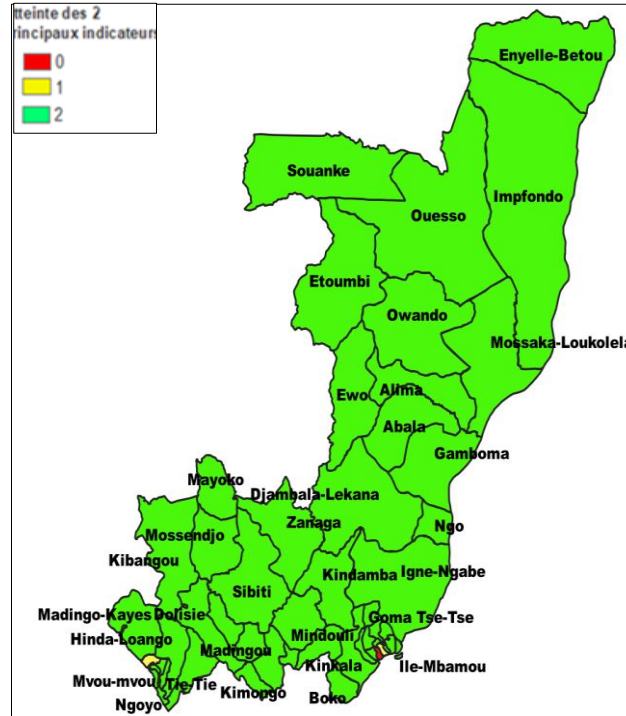 tteinte des 2
rincipaux indicateurs
0
1
2
Enyelle-Betou
Souanke
Impfondo
Ouesso
Etoumbi
Owando
Mossaka-Loukolela
Ewo
Alima
Abala
Gamboma
Mayoko
Djambala-Lekana
Zanaga
Ngo
Mossendjo
Kibangou
Kindamba
Igne-Ngabe
Sibiti
Madingo-Kayes
Dolisie
Goma Tse-Tse
Hinda-Loango
Mindouli
Madingou
Kinkala
Ile-Mbamou
Mvou-mvou
Tie-Tie
Kimongo
Boko
Ngoyo